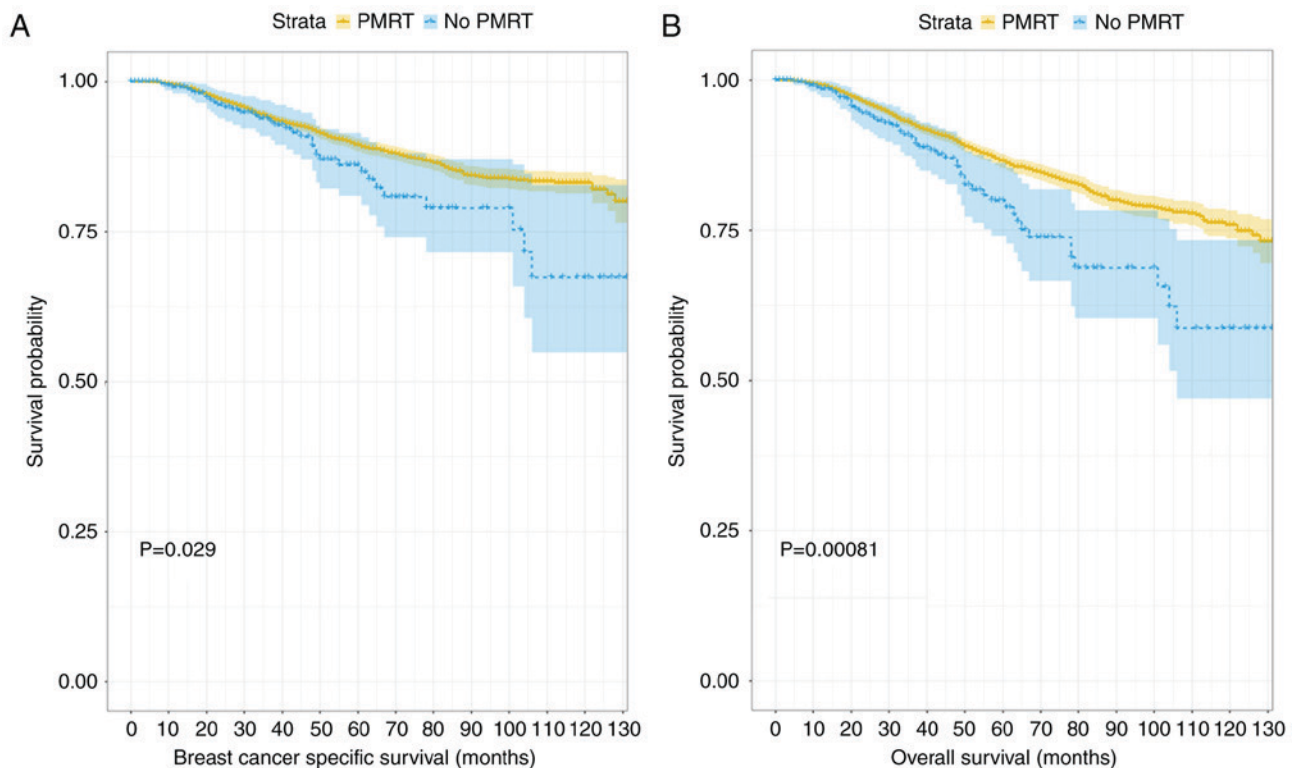 A
Strata PMRT No PMRT
Survival probability
1.00
0.75
0.50
0.25
0.00
P=0.029
0 10 20 30 40 50 60 70 80 90 100 110 120 130
Breast cancer specific survival (months)
B
Strata PMRT No PMRT
Survival probability
1.00
0.75
0.50
0.25
0.00
P=0.00081
0 10 20 30 40 50 60 70 80 90 100 110 120 130
Overall survival (months)